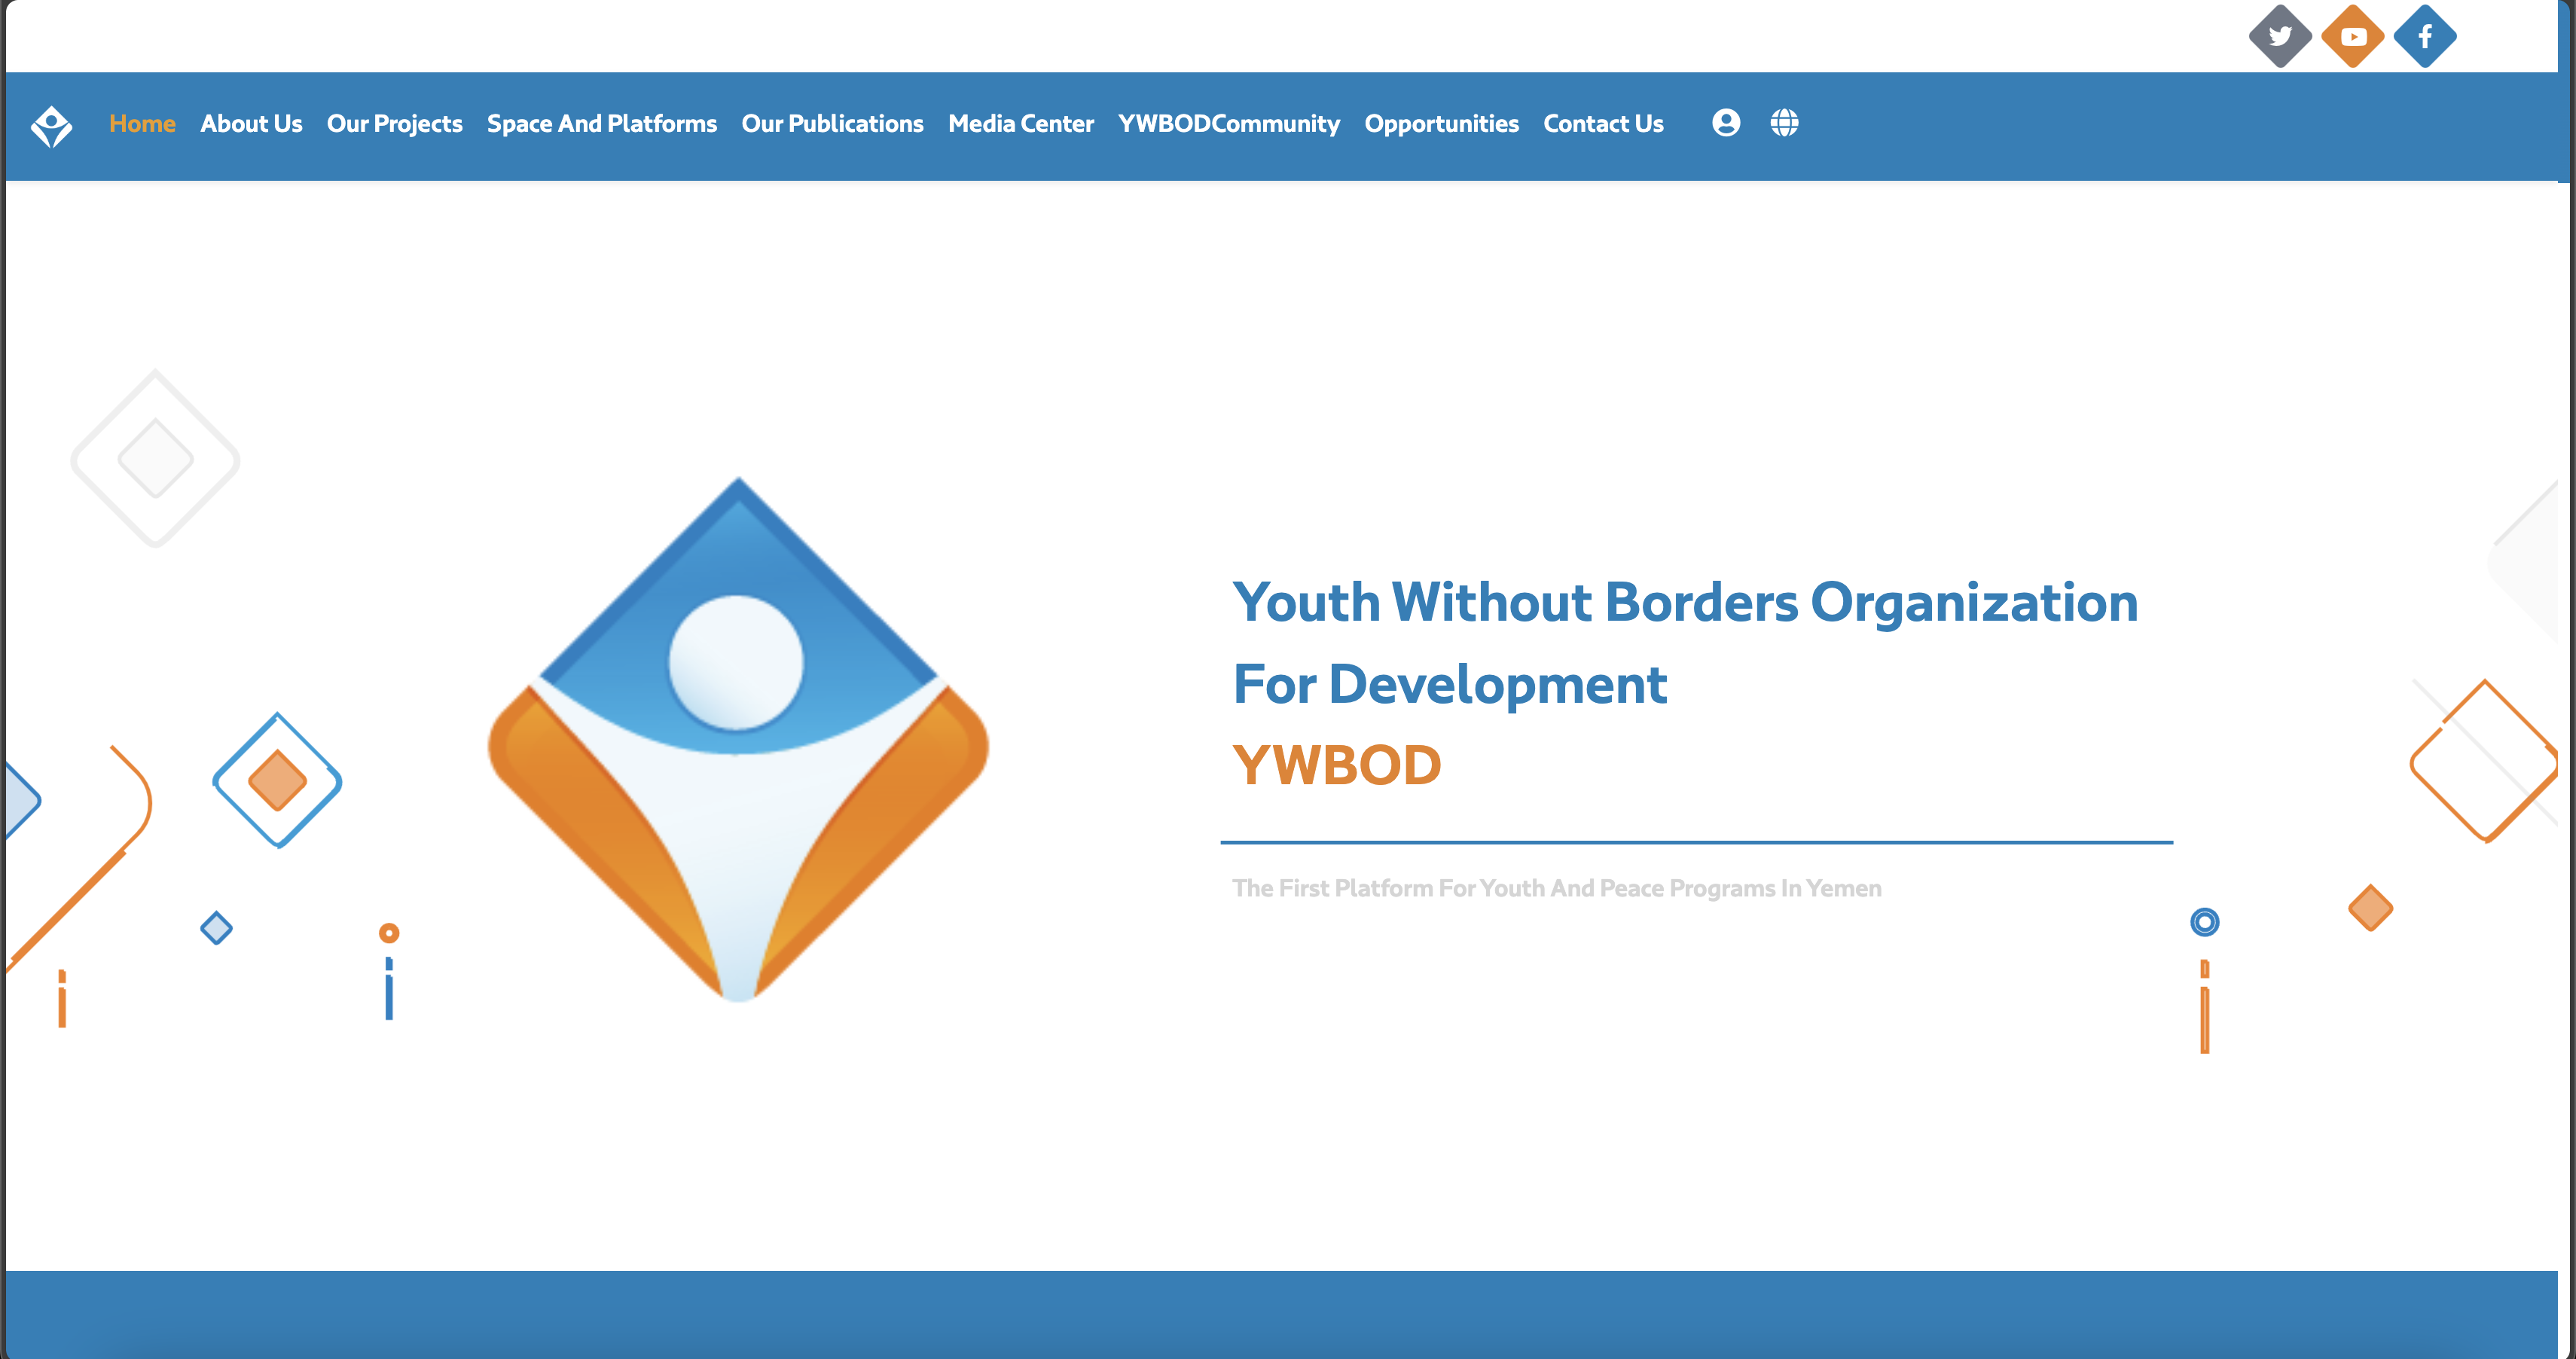 Home About Us Our Projects Space And Platforms Our Publications Media Center YWBODCommunity Opportunities Contact Us
Youth Without Borders Organization
For Development
YWBOD
The First Platform For Youth And Peace Programs In Yemen